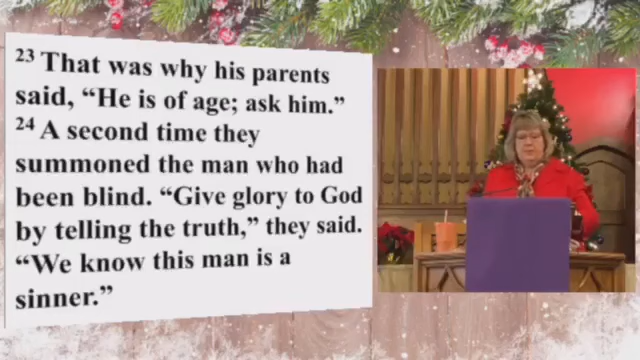 23 That was why his parents
said, “He is of age; ask him.”
24 A second time they
summoned the man who had
been blind. “Give glory to God
by telling the truth,” they said.
“We know this man is a
sinner.”